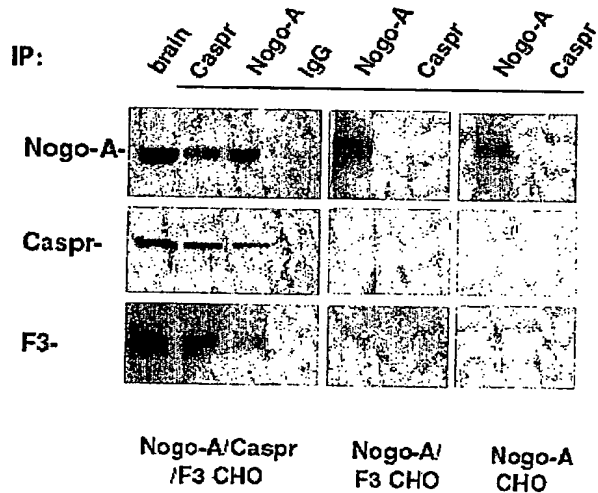 IP:
brain Caspr Nogo-A IgG Nogo-A Caspr Nogo-A Caspr
Nogo-A-
Caspr-
F3-
Nogo-A/Caspr Nogo-A/ Nogo-A
/F3 CHO F3 CHO CHO